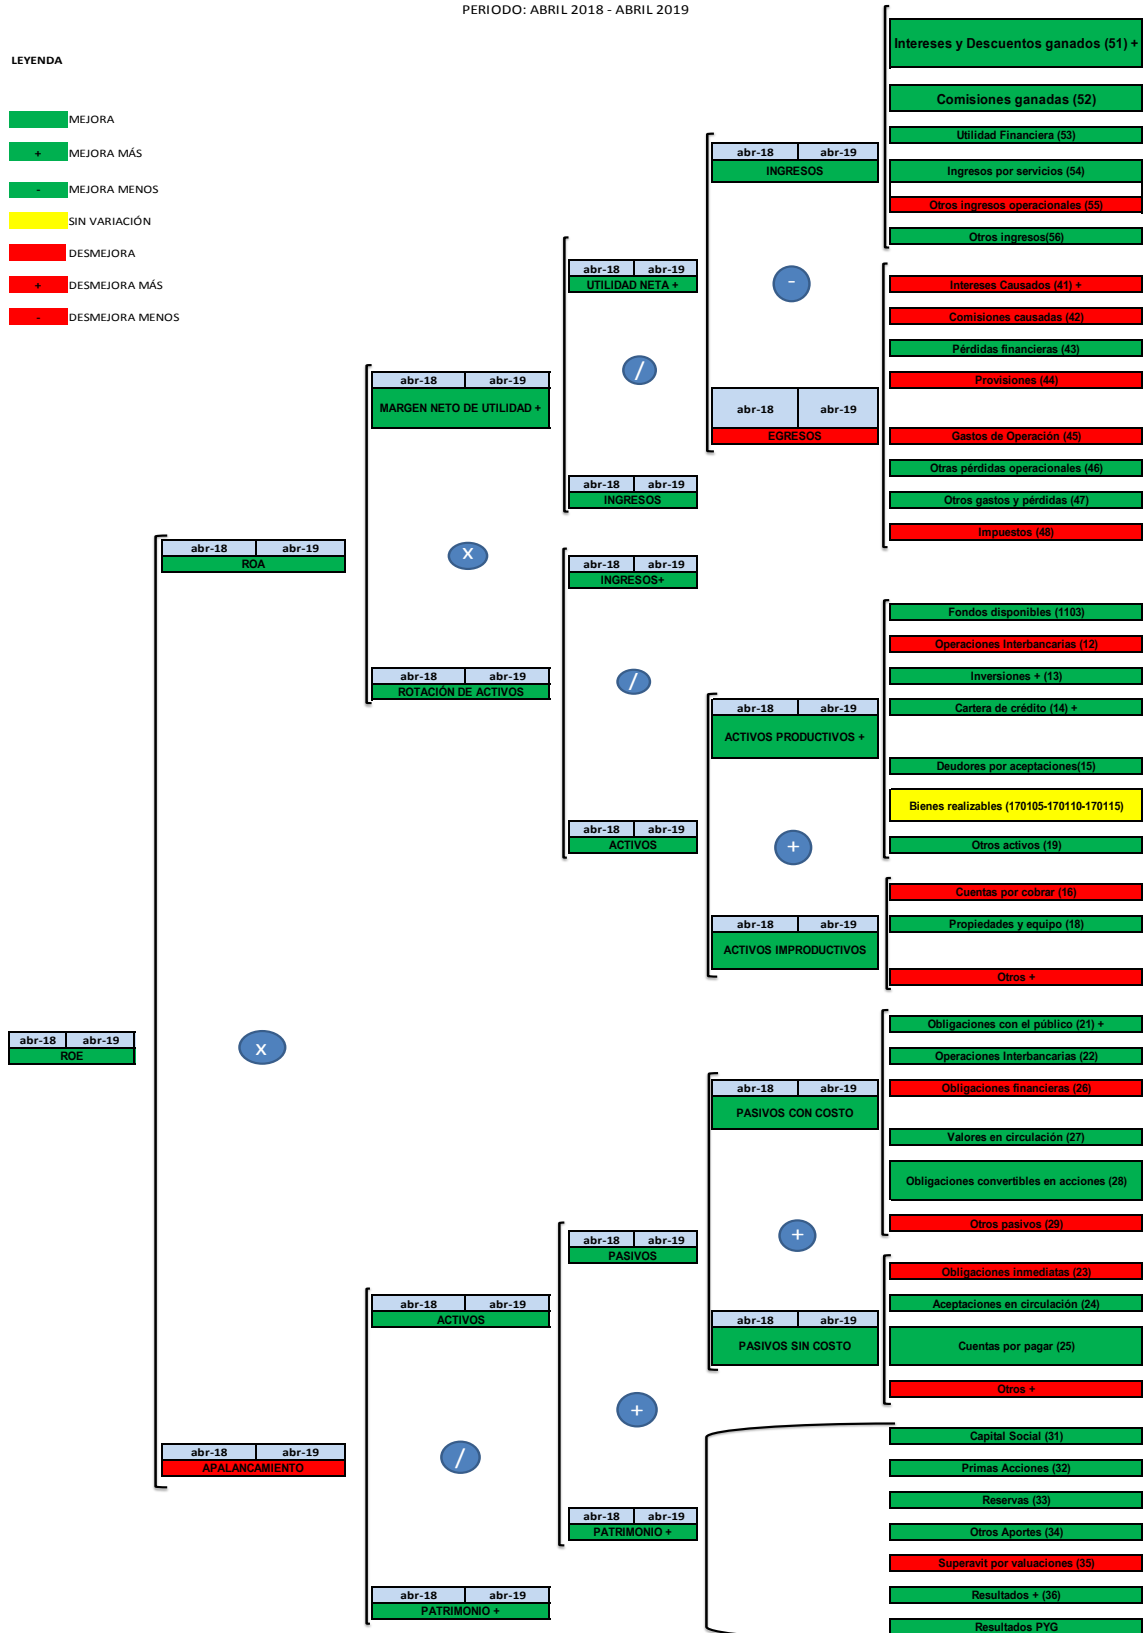 PERIODO: ABRIL 2018 - ABRIL 2019
LEYENDA
MEJORA
+ MEJORA MÁS
- MEJORA MENOS
SIN VARIACIÓN
DESMEJORA
+ DESMEJORA MÁS
- DESMEJORA MENOS
Intereses y Descuentos ganados (51) +
Comisiones ganadas (52)
Utilidad Financiera (53)
abr-18 abr-19
INGRESOS
Ingresos por servicios (54)
Otros ingresos operacionales (55)
Otros ingresos(56)
abr-18 abr-19
UTILIDAD NETA +
-
Intereses Causados (41) +
Comisiones causadas (42)
Pérdidas financieras (43)
/
abr-18 abr-19
MARGEN NETO DE UTILIDAD +
Provisiones (44)
abr-18 abr-19
EGRESOS
Gastos de Operación (45)
Otras pérdidas operacionales (46)
abr-18 abr-19
INGRESOS
Otros gastos y pérdidas (47)
Impuestos (48)
abr-18 abr-19
ROA
x
abr-18 abr-19
INGRESOS+
Fondos disponibles (1103)
Operaciones Interbancarias (12)
abr-18 abr-19
ROTACIÓN DE ACTIVOS
/
Inversiones + (13)
abr-18 abr-19
ACTIVOS PRODUCTIVOS +
Cartera de crédito (14) +
Deudores por aceptaciones(15)
Bienes realizables (170105-170110-170115)
abr-18 abr-19
ACTIVOS
+
Otros activos (19)
Cuentas por cobrar (16)
abr-18 abr-19
ACTIVOS IMPRODUCTIVOS
Propiedades y equipo (18)
Otros +
abr-18 abr-19
ROE
x
Obligaciones con el público (21) +
Operaciones Interbancarias (22)
abr-18 abr-19
PASIVOS CON COSTO
Obligaciones financieras (26)
Valores en circulación (27)
Obligaciones convertibles en acciones (28)
Otros pasivos (29)
abr-18 abr-19
PASIVOS
+
Obligaciones inmediatas (23)
abr-18 abr-19
ACTIVOS
Aceptaciones en circulación (24)
abr-18 abr-19
PASIVOS SIN COSTO
Cuentas por pagar (25)
Otros +
+
abr-18 abr-19
APALANCAMIENTO
/
Capital Social (31)
Primas Acciones (32)
Reservas (33)
abr-18 abr-19
PATRIMONIO +
Otros Aportes (34)
Superavit por valuaciones (35)
abr-18 abr-19
PATRIMONIO +
Resultados + (36)
Resultados PYG